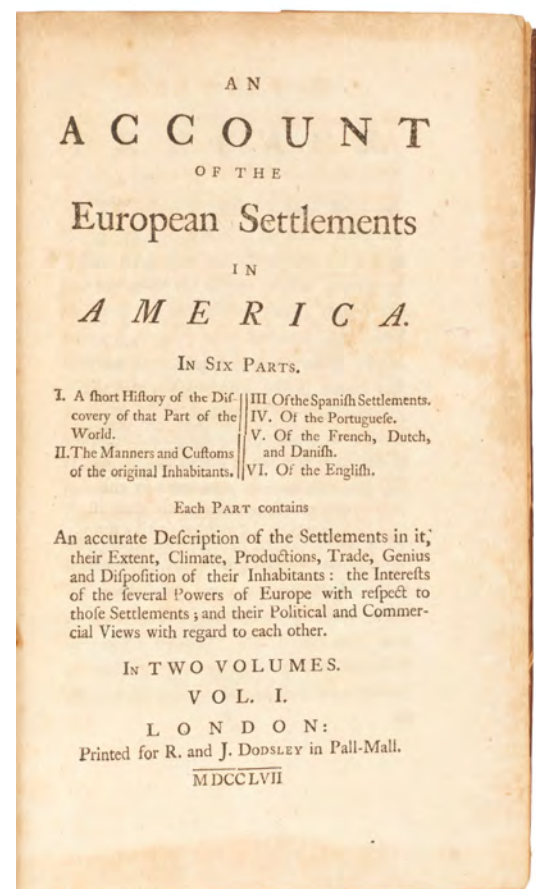 AN
ACCOUNT
OF THE
European Settlements
IN
AMERICA.
IN SIX PARTS.
I. A ſhort Hiſtory of the Diſ-
covery of that Part of the
World.
II. The Manners and Cuſtoms
of the original Inhabitants.
III Of the Spaniſh Settlements.
IV. Of the Portugueſe.
V. Of the French, Dutch,
and Daniſh.
VI. Of the Engliſh.
Each PART contains
An accurate Deſcription of the Settlements in it,
their Extent, Climate, Productions, Trade, Genius
and Diſpoſition of their Inhabitants: the Intereſts
of the ſeveral Powers of Europe with reſpect to
thoſe Settlements; and their Political and Commer-
cial Views with regard to each other.
IN TWO VOLUMES.
VOL. I.
LONDON:
Printed for R. and J. DODSLEY in Pall-Mall.
MDCCLVII